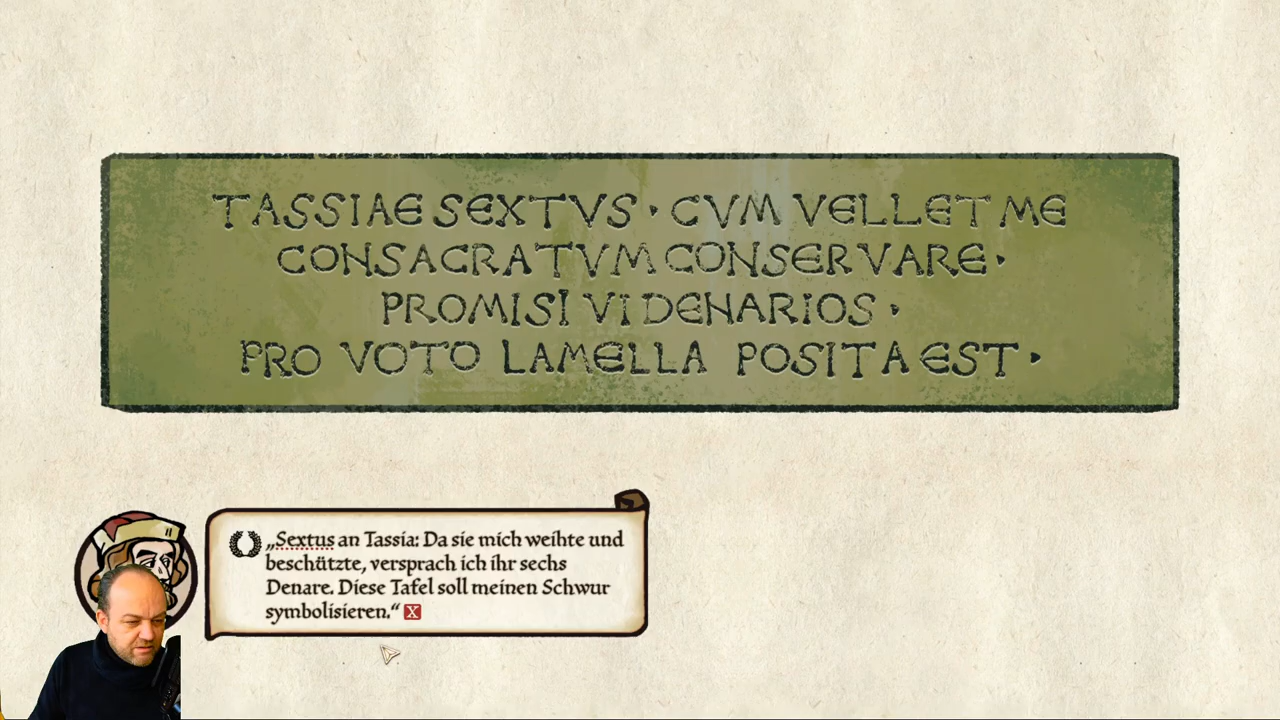 TASSIAE SEXTVS · CVM VELLET ME
CONSACRATVM CONSERVARE ·
PROMISI VI DENARIOS ·
PRO VOTO LAMELLA POSITA EST ·
„Sextus an Tassia: Da sie mich weihte und
beschützte, versprach ich ihr sechs
Denare. Diese Tafel soll meinen Schwur
symbolisieren.“ X